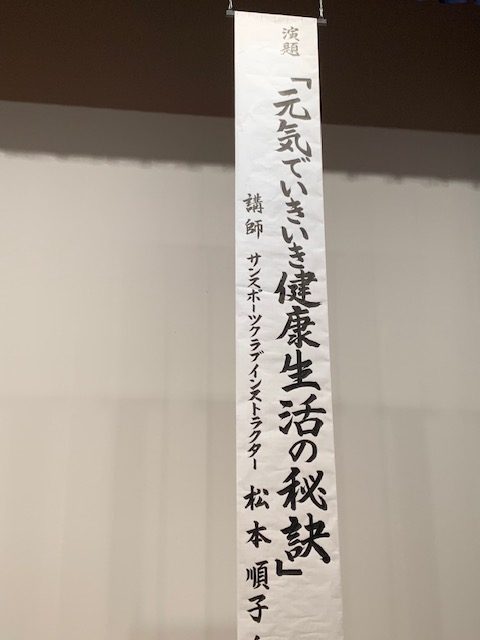 演題
「元気でいきいき健康生活の秘訣」
講師 サンスポーツクラブインストラクター 松本順子